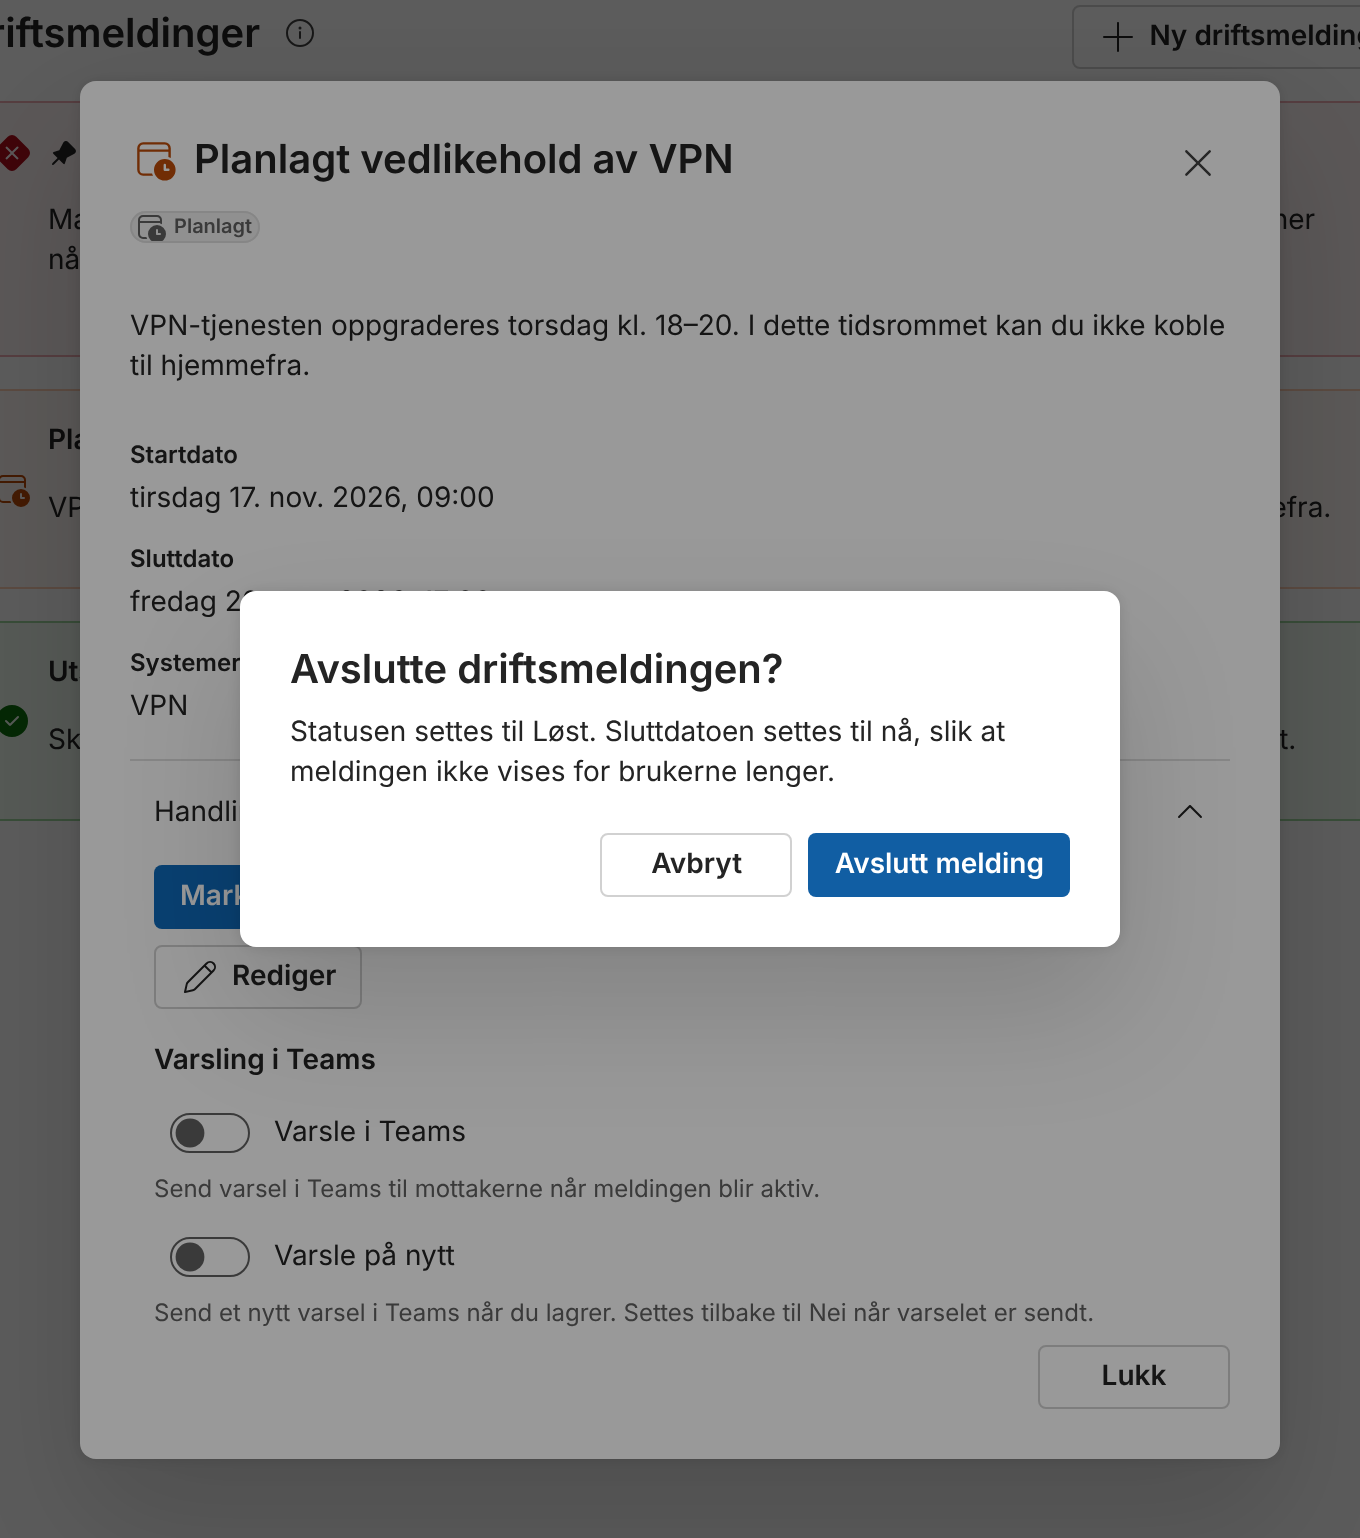 riftsmeldinger
Ny driftsmelding
Planlagt vedlikehold av VPN
Planlagt
VPN-tjenesten oppgraderes torsdag kl. 18–20. I dette tidsrommet kan du ikke koble
til hjemmefra.
Startdato
tirsdag 17. nov. 2026, 09:00
Sluttdato
fredag
Systemer
VPN
Avslutte driftsmeldingen?
Statusen settes til Løst. Sluttdatoen settes til nå, slik at
meldingen ikke vises for brukerne lenger.
Avbryt
Avslutt melding
Handli
Mark
Rediger
Varsling i Teams
Varsle i Teams
Send varsel i Teams til mottakerne når meldingen blir aktiv.
Varsle på nytt
Send et nytt varsel i Teams når du lagrer. Settes tilbake til Nei når varselet er sendt.
Lukk